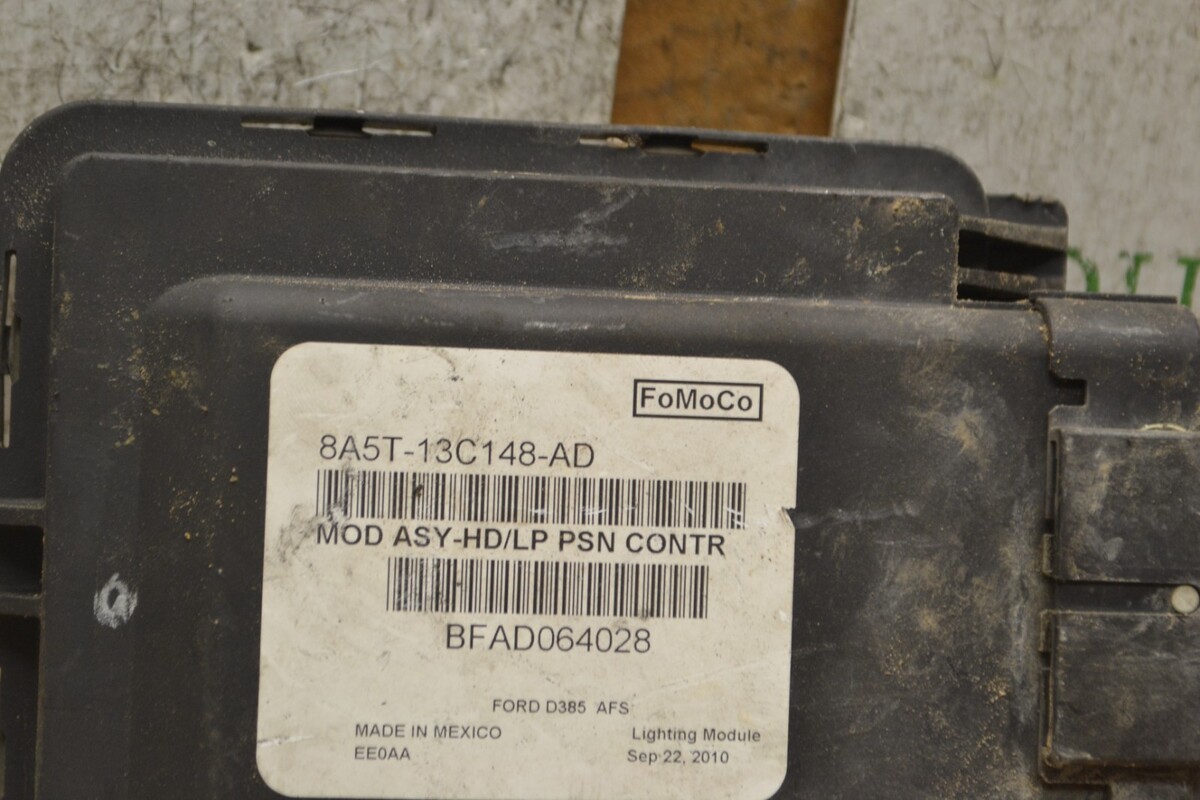 FoMoCo
8A5T-13C148-AD
MOD ASY-HD/LP PSN CONTR
BFAD064028
FORD D385 AFS
MADE IN MEXICO
Lighting Module
EE0AA
Sep 22, 2010